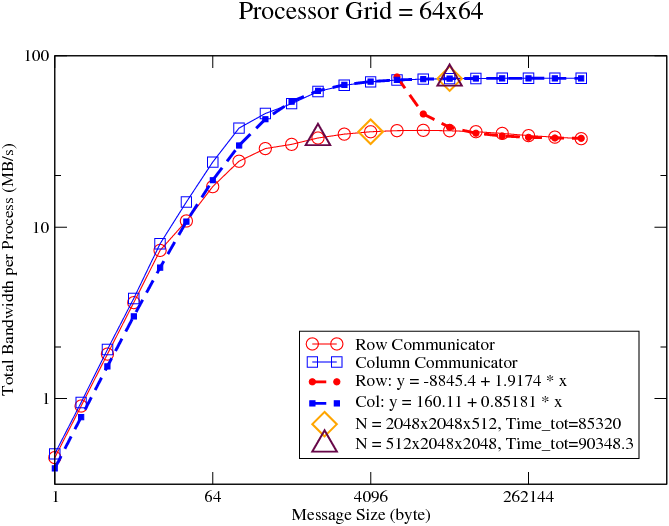 Processor Grid = 64x64
Total Bandwidth per Process (MB/s)
100
10
1
Row Communicator
Column Communicator
Row: y = -8845.4 + 1.9174 * x
Col: y = 160.11 + 0.85181 * x
N = 2048x2048x512, Time_tot=85320
N = 512x2048x2048, Time_tot=90348.3
1 64 4096 262144
Message Size (byte)